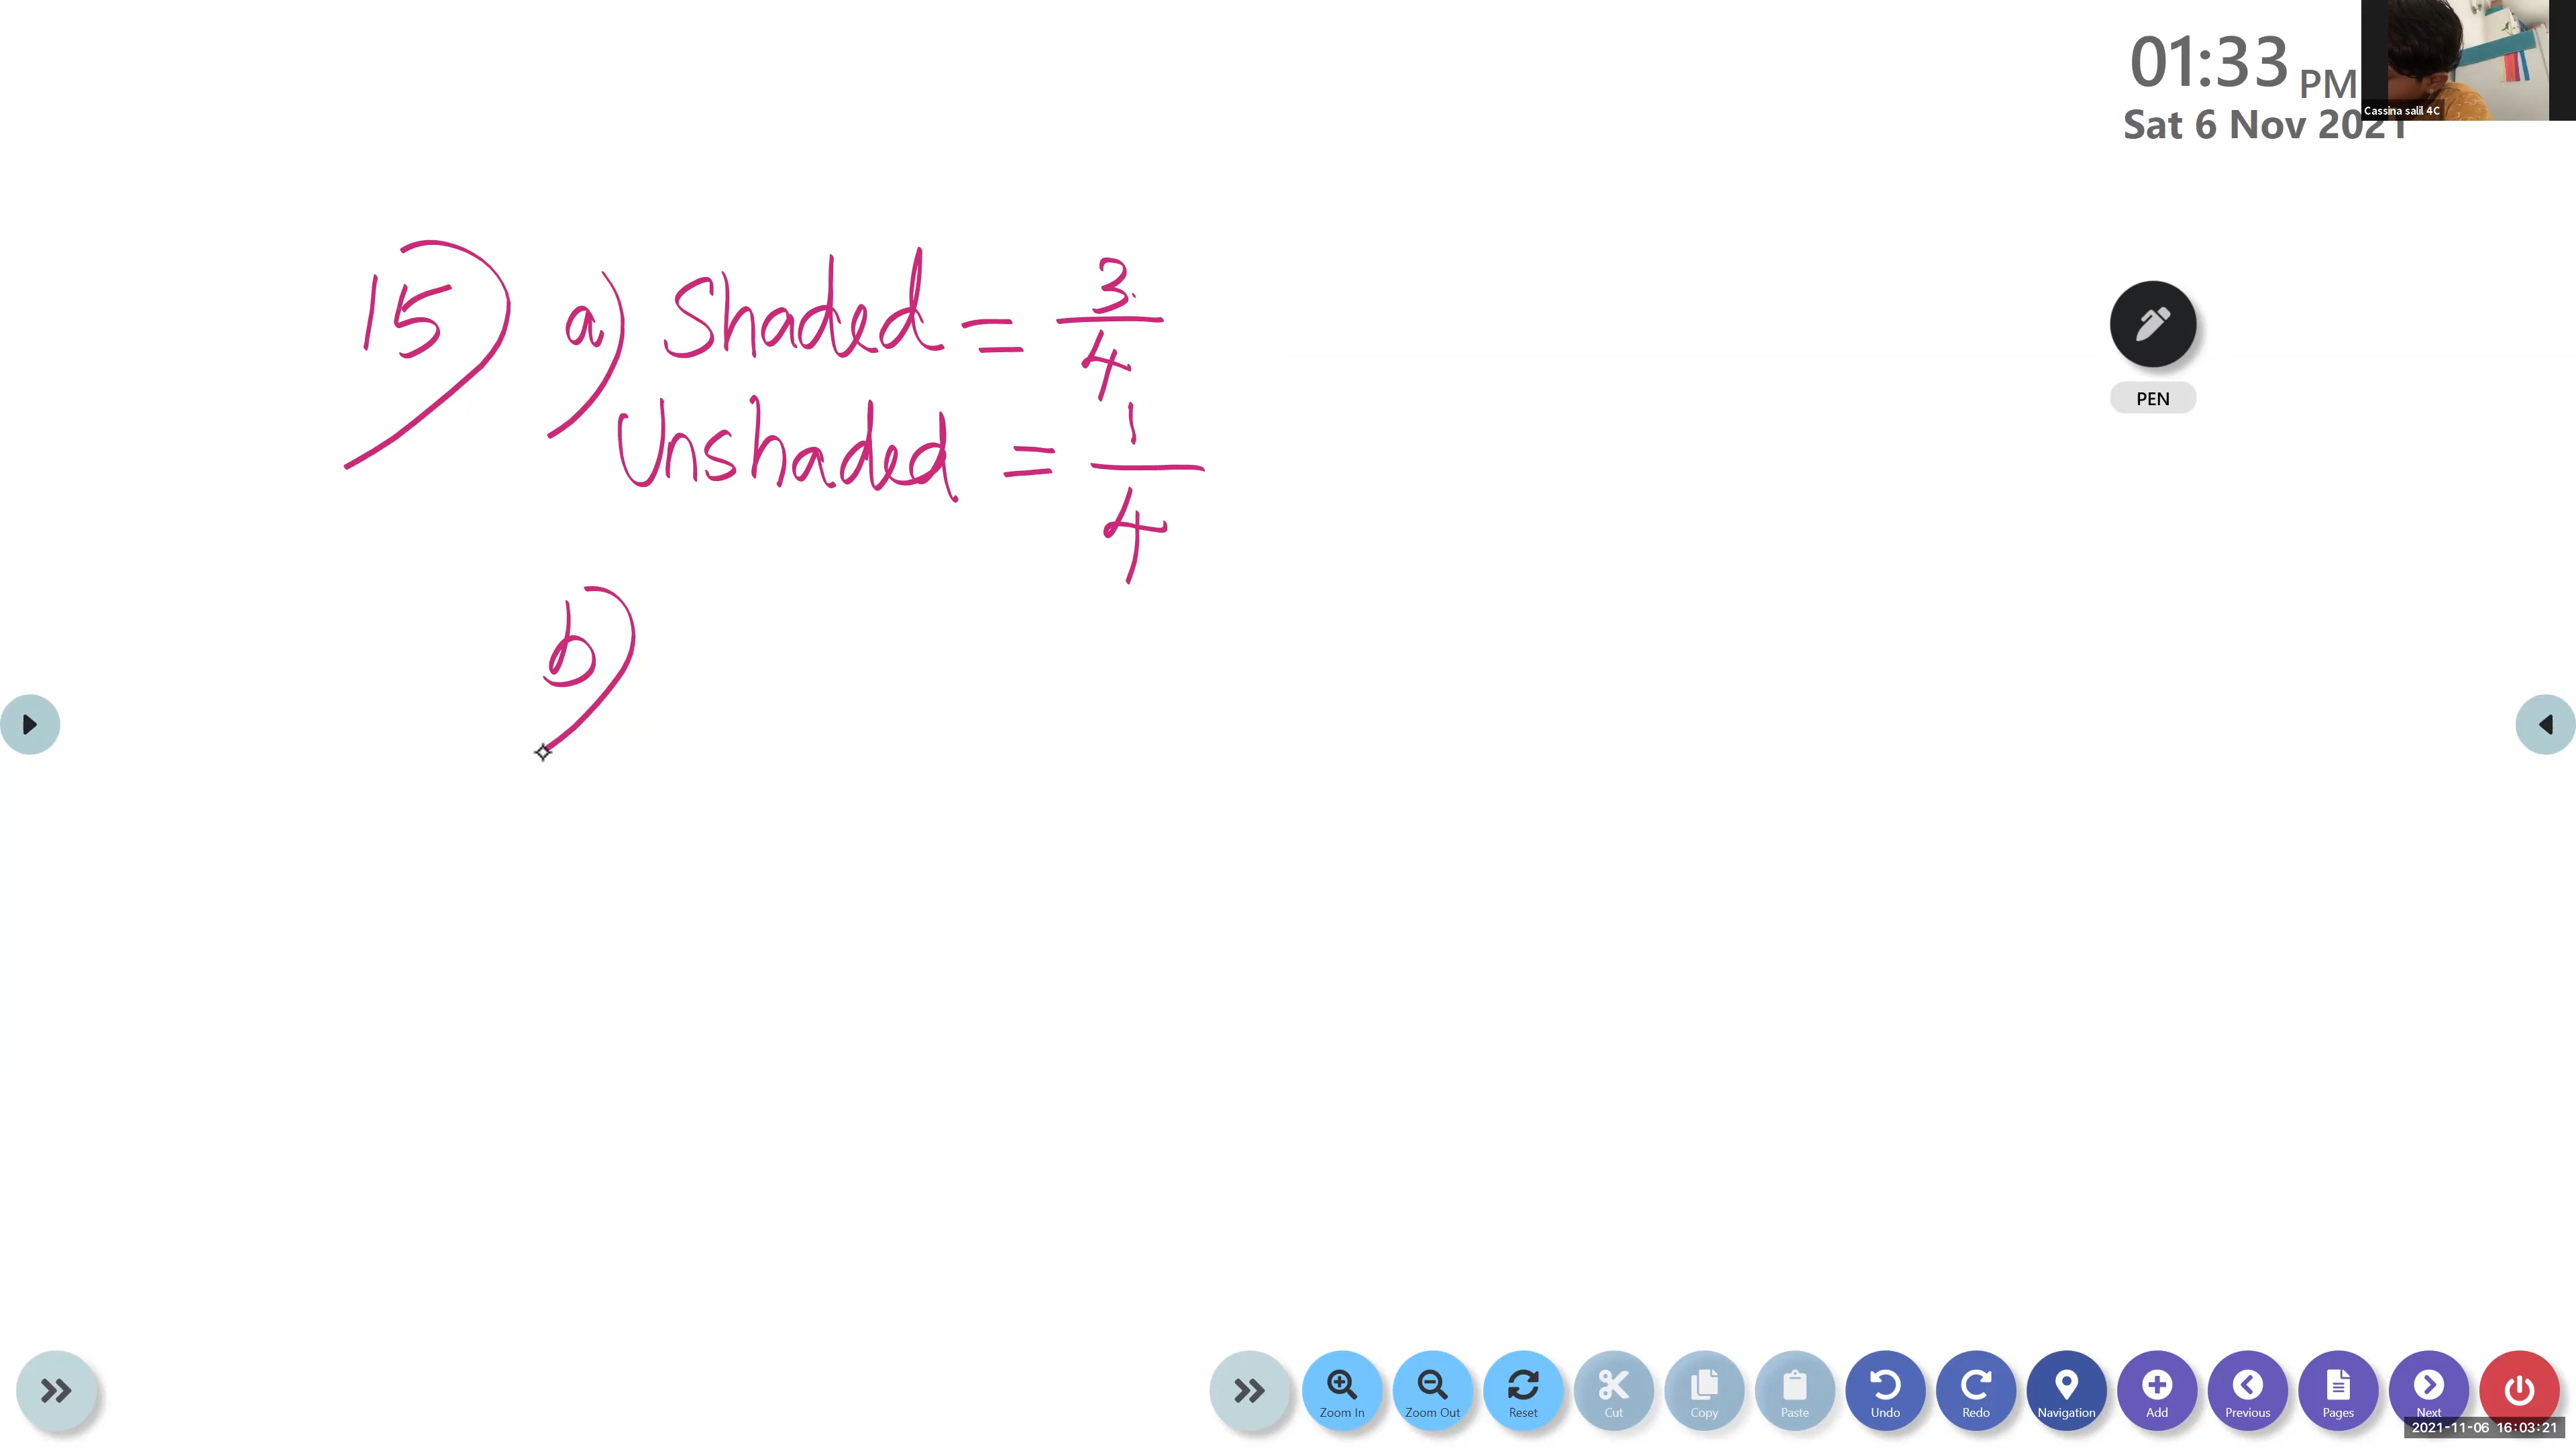 01:33 PM
Sat 6 Nov 2021
Cassina salil 4C
15) a) Shaded = 3/4
Unshaded = 1/4
b)
PEN
Zoom In
Zoom Out
Reset
Cut
Copy
Paste
Undo
Redo
Navigation
Add
Previous
Pages
Next
2021-11-06 16:03:21